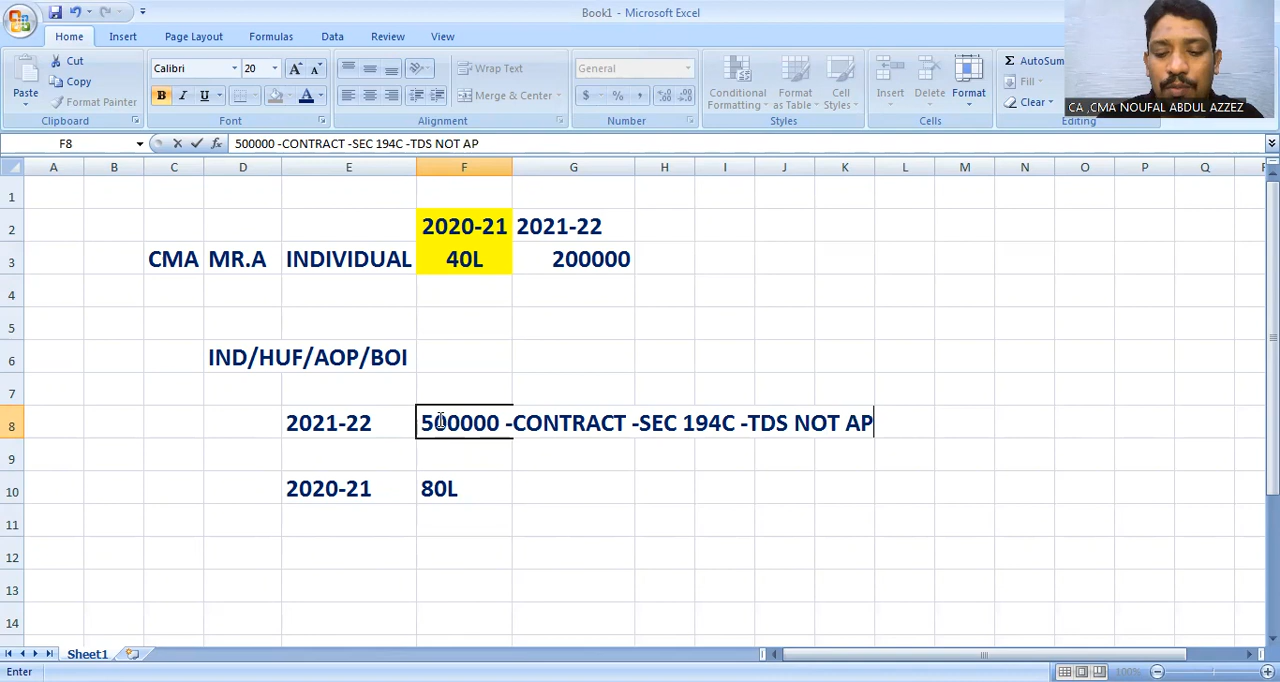 Book1 - Microsoft Excel
Home Insert Page Layout Formulas Data Review View
Paste Cut Copy Format Painter
Calibri 20 A A
B I U
Wrap Text
Merge & Center
General
$ % ,
Conditional Formatting Format as Table Cell Styles
Insert Delete Format
Σ AutoSum
Fill
Clear
Clipboard Font Alignment Number Styles Cells Editing
CA ,CMA NOUFAL ABDUL AZZEZ
F8 fx 500000 -CONTRACT -SEC 194C -TDS NOT AP
A B C D E F G H I J K L M N O P Q
1
2 2020-21 2021-22
3 CMA MR.A INDIVIDUAL 40L 200000
4
5
6 IND/HUF/AOP/BOI
7
8 2021-22 500000 -CONTRACT -SEC 194C -TDS NOT AP
9
10 2020-21 80L
11
12
13
14
Sheet1
Enter 100%